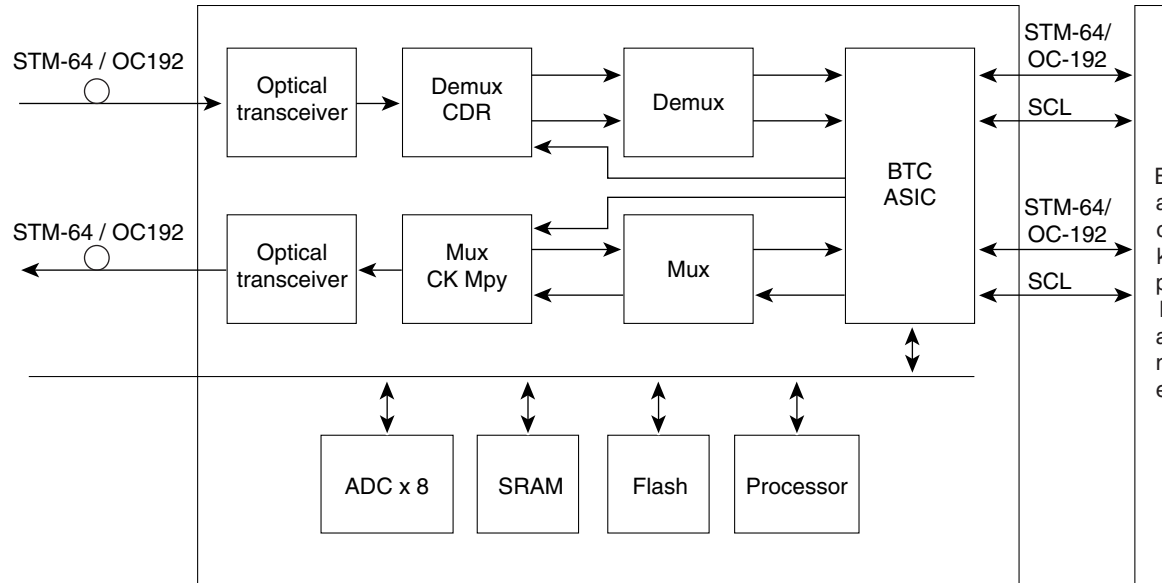 STM-64 / OC192
Optical
transceiver
Demux
CDR
Demux
BTC
ASIC
STM-64/
OC-192
SCL
STM-64 / OC192
Optical
transceiver
Mux
CK Mpy
Mux
STM-64/
OC-192
SCL
ADC x 8
SRAM
Flash
Processor